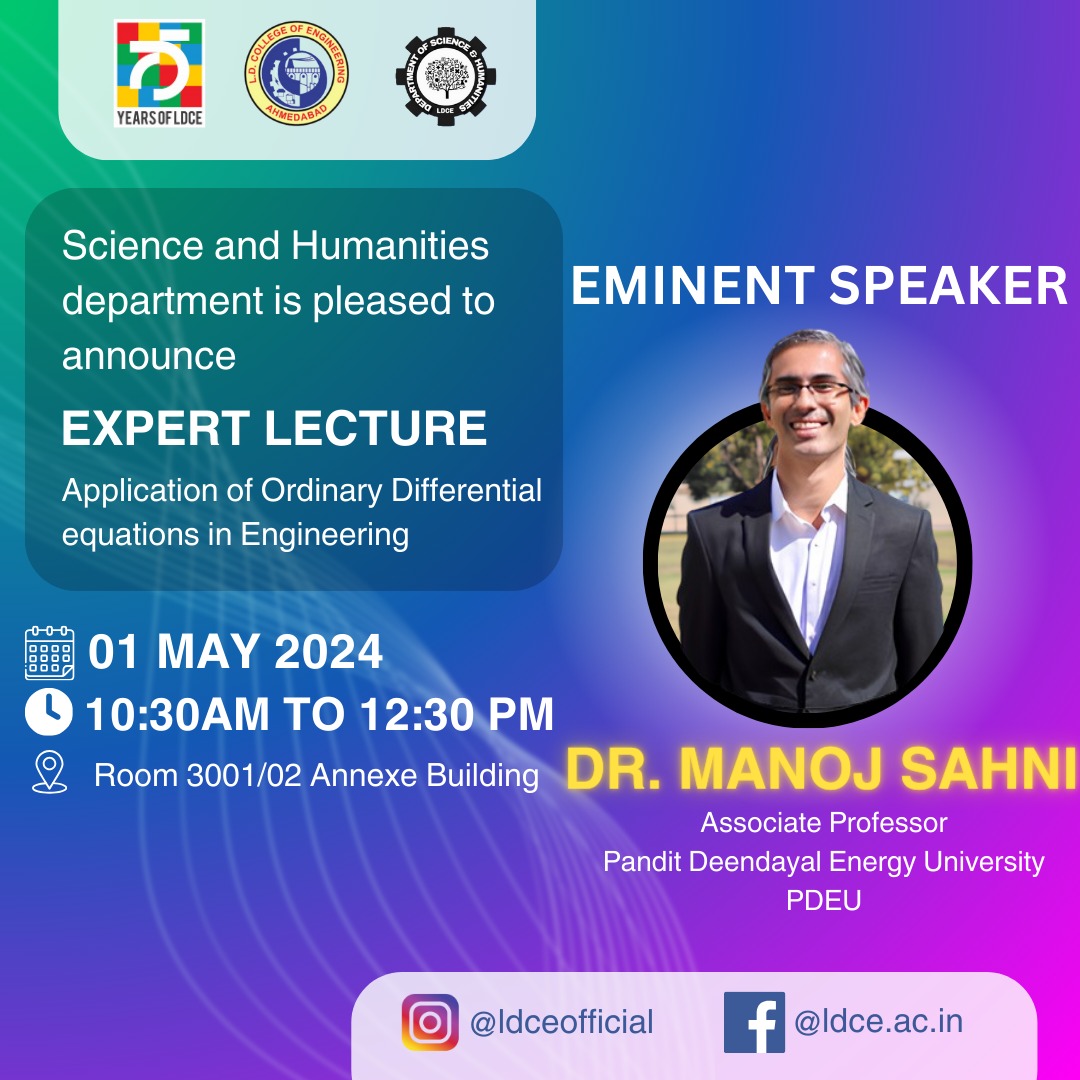 YEARS OF LDCE
L.D. COLLEGE OF ENGINEERING
AHMEDABAD
DEPARTMENT OF SCIENCE & HUMANITIES
LDCE
Science and Humanities
department is pleased to
announce
EXPERT LECTURE
Application of Ordinary Differential
equations in Engineering
01 MAY 2024
10:30AM TO 12:30 PM
Room 3001/02 Annexe Building
EMINENT SPEAKER
DR. MANOJ SAHNI
Associate Professor
Pandit Deendayal Energy University
PDEU
@ldceofficial
@ldce.ac.in